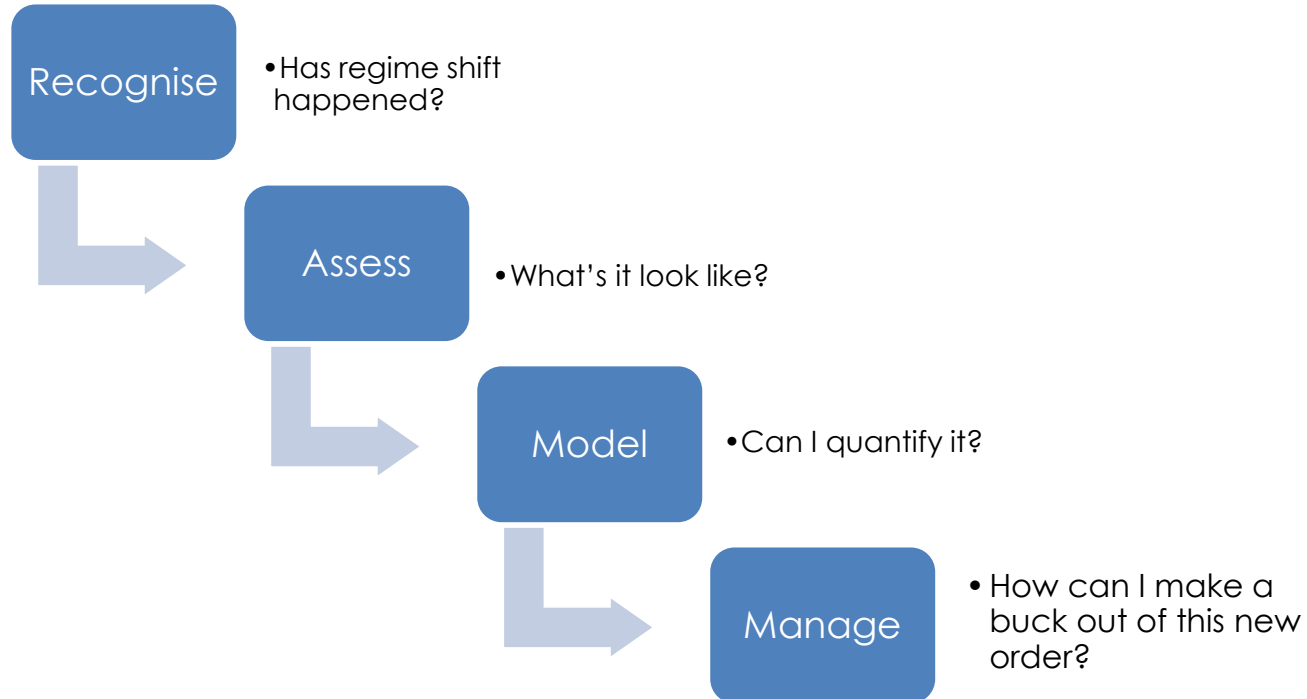 Recognise
•Has regime shift
happened?
Assess
•What’s it look like?
Model
•Can I quantify it?
Manage
•How can I make a
buck out of this new
order?